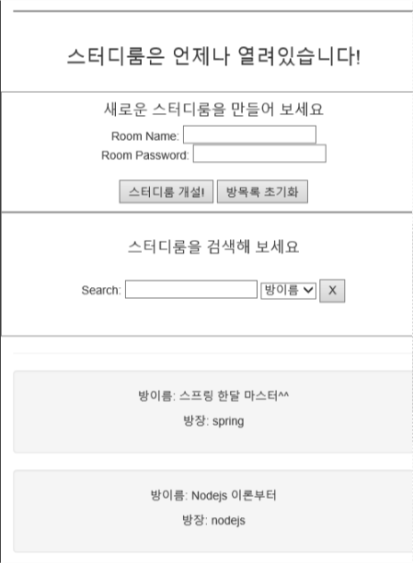 스터디룸은 언제나 열려있습니다!
새로운 스터디룸을 만들어 보세요
Room Name:
Room Password:
스터디룸 개설! 방목록 초기화
스터디룸을 검색해 보세요
Search: 방이름 X
방이름: 스프링 한달 마스터^^
방장: spring
방이름: Nodejs 이론부터
방장: nodejs